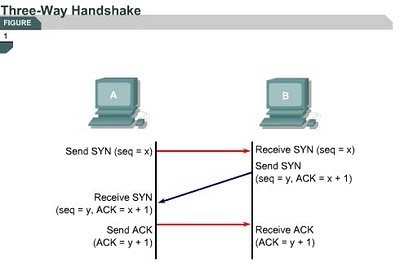 Three-Way Handshake
FIGURE
1
A
B
Send SYN (seq = x)
Receive SYN (seq = x)
Send SYN
(seq = y, ACK = x + 1)
Receive SYN
(seq = y, ACK = x + 1)
Send ACK
(ACK = y + 1)
Receive ACK
(ACK = y + 1)